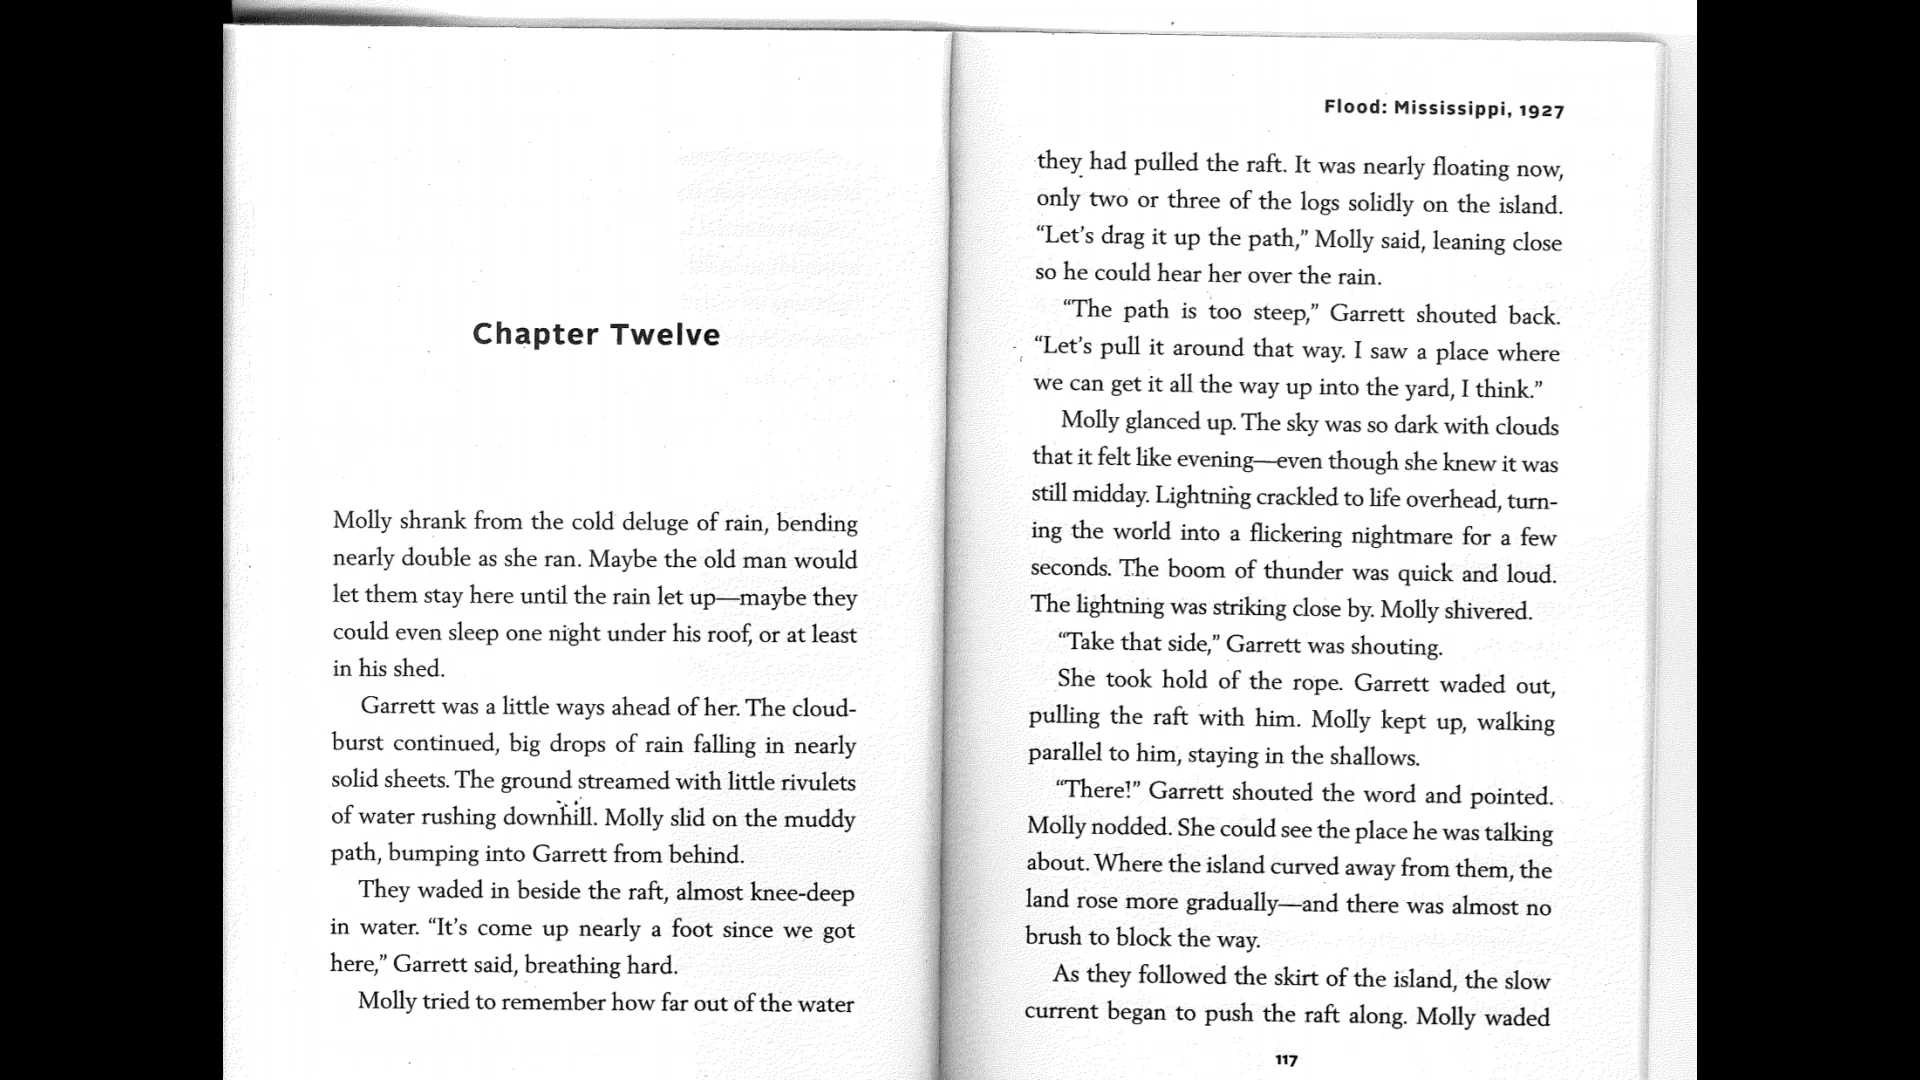 Chapter Twelve
Molly shrank from the cold deluge of rain, bending
nearly double as she ran. Maybe the old man would
let them stay here until the rain let up—maybe they
could even sleep one night under his roof, or at least
in his shed.
Garrett was a little ways ahead of her. The cloud-
burst continued, big drops of rain falling in nearly
solid sheets. The ground streamed with little rivulets
of water rushing downhill. Molly slid on the muddy
path, bumping into Garrett from behind.
They waded in beside the raft, almost knee-deep
in water. “It’s come up nearly a foot since we got
here,” Garrett said, breathing hard.
Molly tried to remember how far out of the water
Flood: Mississippi, 1927
they had pulled the raft. It was nearly floating now,
only two or three of the logs solidly on the island.
“Let’s drag it up the path,” Molly said, leaning close
so he could hear her over the rain.
“The path is too steep,” Garrett shouted back.
“Let’s pull it around that way. I saw a place where
we can get it all the way up into the yard, I think.”
Molly glanced up. The sky was so dark with clouds
that it felt like evening—even though she knew it was
still midday. Lightning crackled to life overhead, turn-
ing the world into a flickering nightmare for a few
seconds. The boom of thunder was quick and loud.
The lightning was striking close by. Molly shivered.
“Take that side,” Garrett was shouting.
She took hold of the rope. Garrett waded out,
pulling the raft with him. Molly kept up, walking
parallel to him, staying in the shallows.
“There!” Garrett shouted the word and pointed.
Molly nodded. She could see the place he was talking
about. Where the island curved away from them, the
land rose more gradually—and there was almost no
brush to block the way.
As they followed the skirt of the island, the slow
current began to push the raft along. Molly waded
117